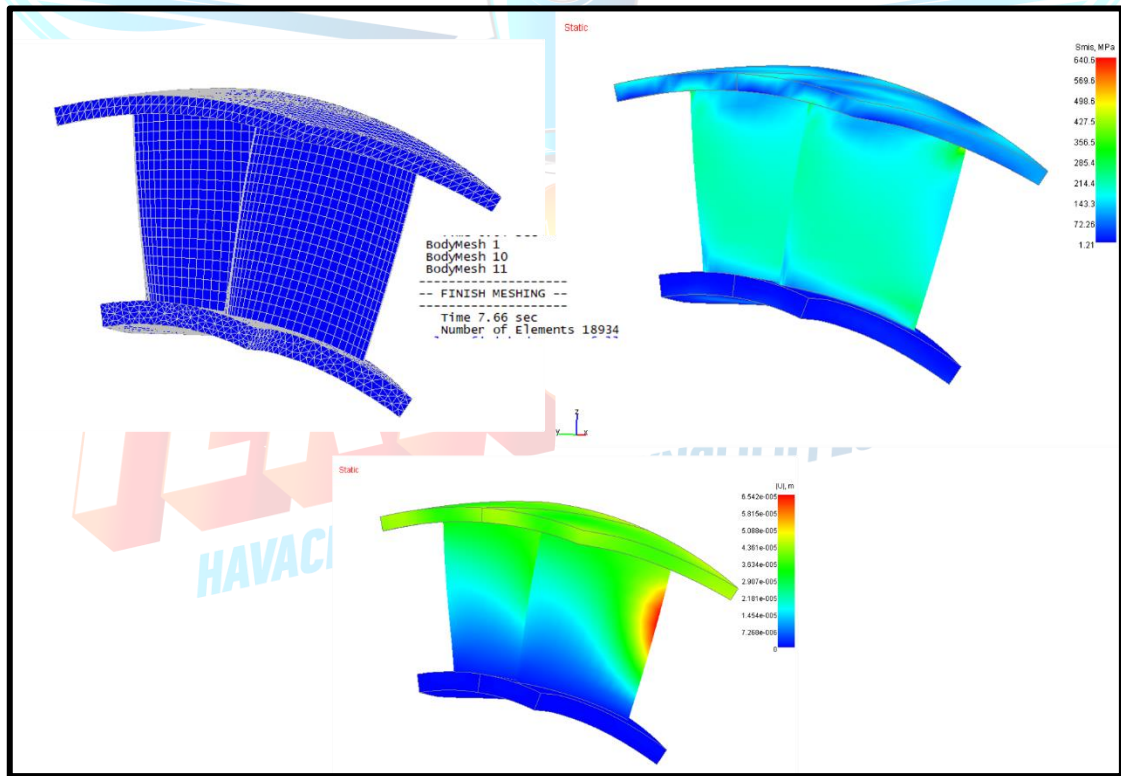 BodyMesh 1
BodyMesh 10
BodyMesh 11
-- FINISH MESHING --
Time 7.66 sec
Number of Elements 18934
Static
Smis, MPa
640.6
569.6
498.6
427.5
356.5
285.4
214.4
143.3
72.26
1.21
z
y
x
Static
|U|, m
6.542e-005
5.815e-005
5.088e-005
4.361e-005
3.634e-005
2.907e-005
2.181e-005
1.454e-005
7.268e-006
0